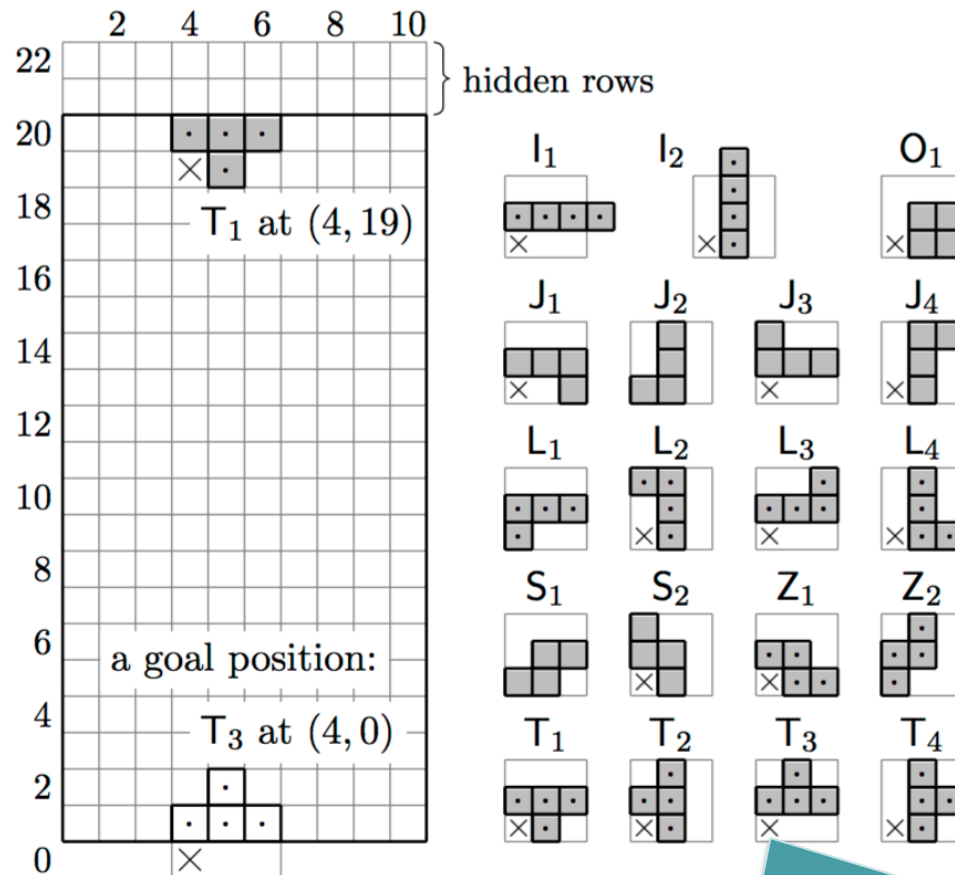 2 4 6 8 10
22
hidden rows
20
T₁ at (4, 19)
18
16
14
12
10
8
6
a goal position:
4
T₃ at (4, 0)
2
0
I₁ I₂ O₁
J₁ J₂ J₃ J₄
L₁ L₂ L₃ L₄
S₁ S₂ Z₁ Z₂
T₁ T₂ T₃ T₄